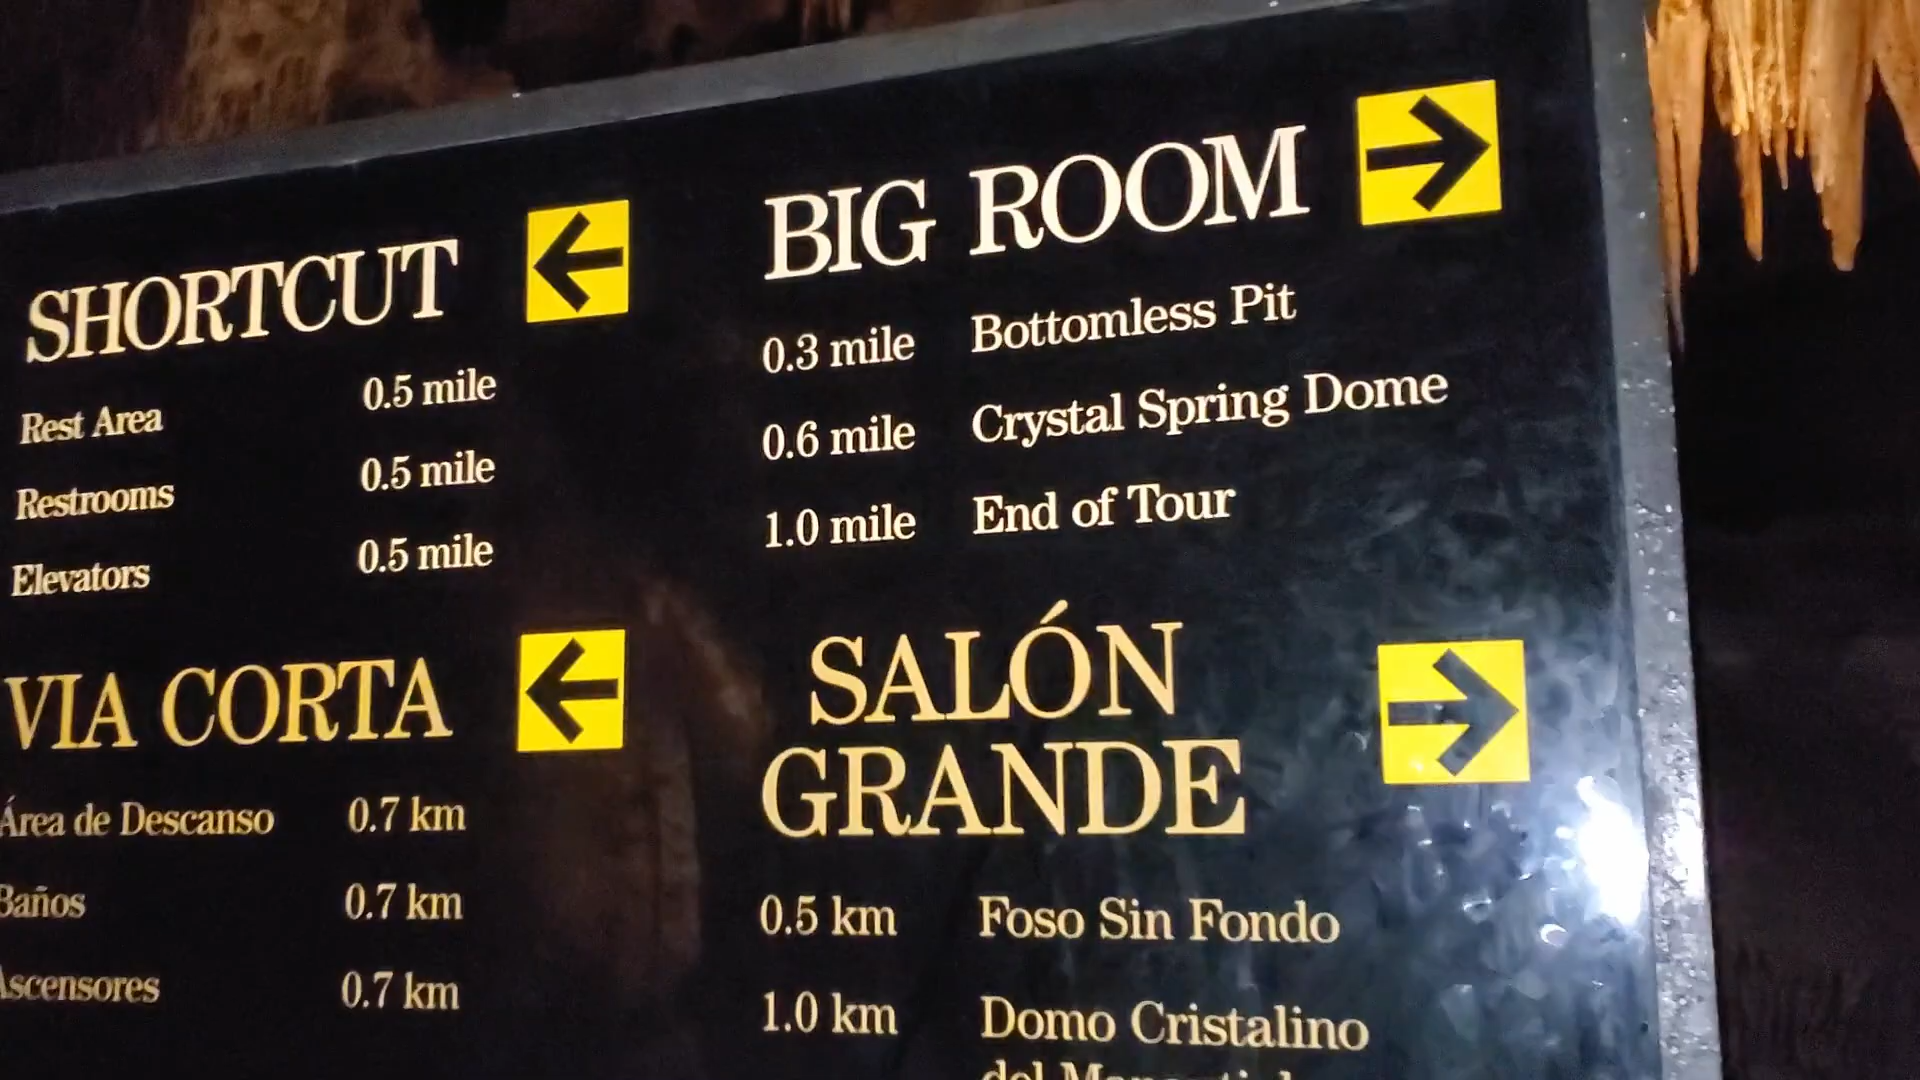 SHORTCUT
Rest Area 0.5 mile
Restrooms 0.5 mile
Elevators 0.5 mile
VIA CORTA
Área de Descanso 0.7 km
Baños 0.7 km
Ascensores 0.7 km
BIG ROOM
0.3 mile Bottomless Pit
0.6 mile Crystal Spring Dome
1.0 mile End of Tour
SALÓN
GRANDE
0.5 km Foso Sin Fondo
1.0 km Domo Cristalino
del